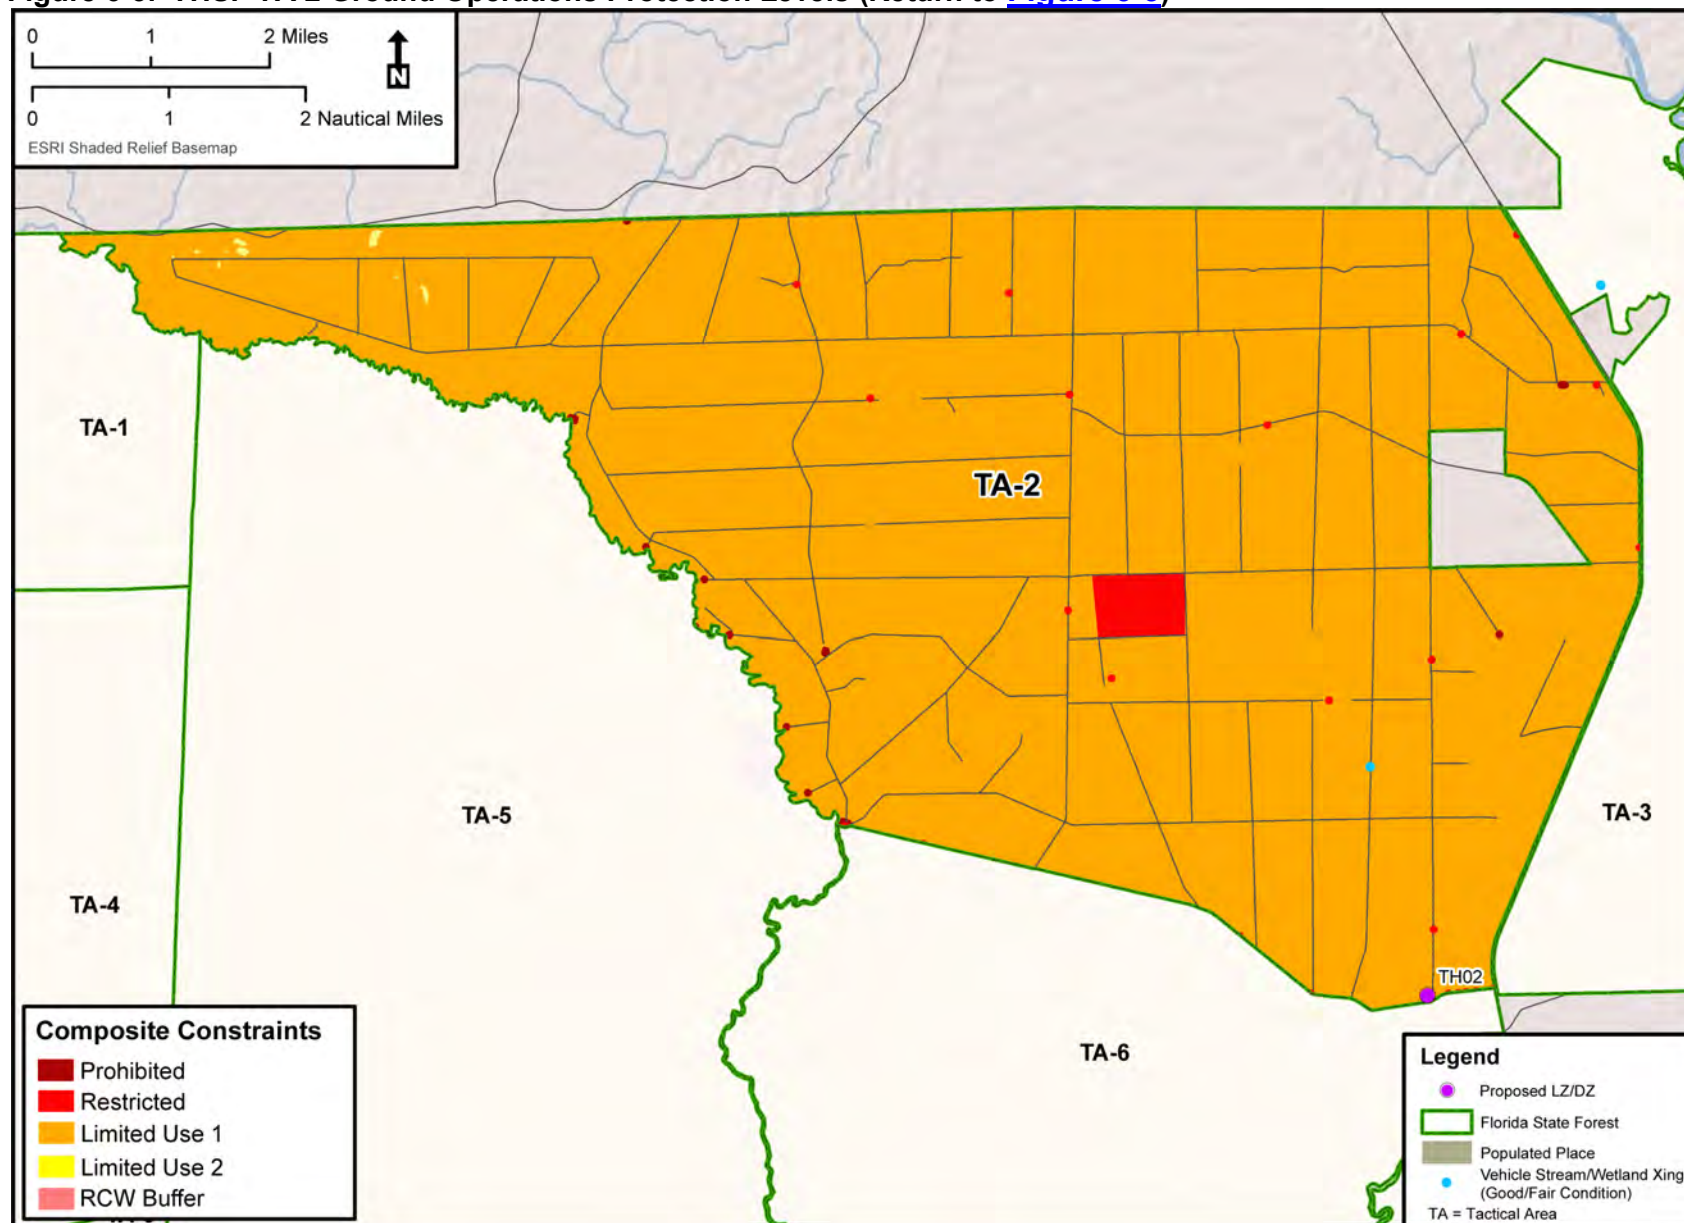 0 1 2 Miles
N
0 1 2 Nautical Miles
ESRI Shaded Relief Basemap
TA-1
TA-2
TA-5
TA-3
TA-4
TH02
TA-6
Composite Constraints
Prohibited
Restricted
Limited Use 1
Limited Use 2
RCW Buffer
Legend
Proposed LZ/DZ
Florida State Forest
Populated Place
Vehicle Stream/Wetland Xing
(Good/Fair Condition)
TA = Tactical Area